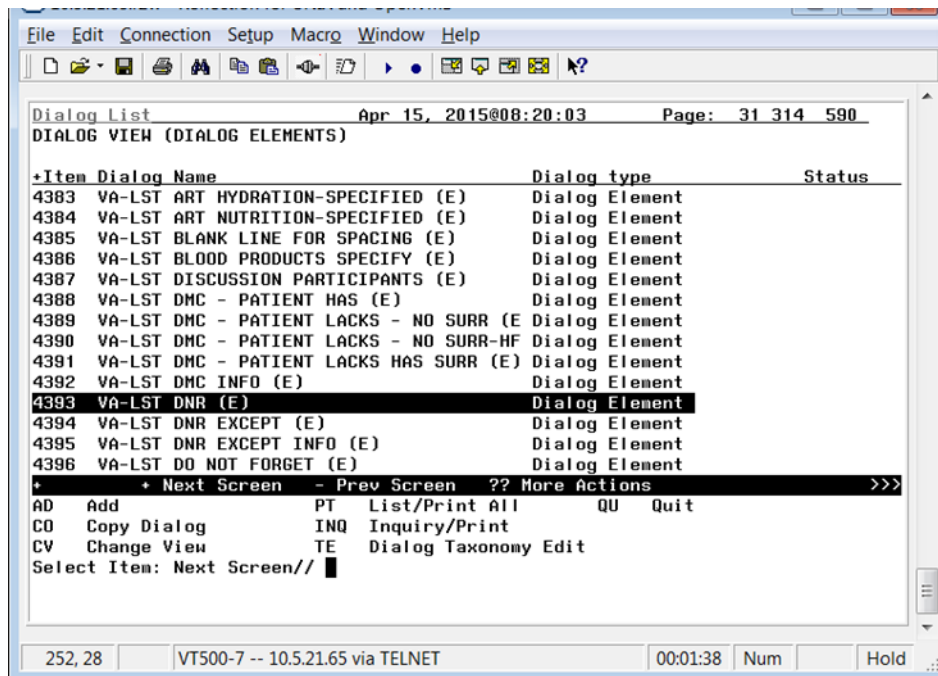 File Edit Connection Setup Macro Window Help
Dialog List Apr 15, 2015@08:20:03 Page: 31 314 590
DIALOG VIEW (DIALOG ELEMENTS)
+Item Dialog Name Dialog type Status
4383 VA-LST ART HYDRATION-SPECIFIED (E) Dialog Element
4384 VA-LST ART NUTRITION-SPECIFIED (E) Dialog Element
4385 VA-LST BLANK LINE FOR SPACING (E) Dialog Element
4386 VA-LST BLOOD PRODUCTS SPECIFY (E) Dialog Element
4387 VA-LST DISCUSSION PARTICIPANTS (E) Dialog Element
4388 VA-LST DMC - PATIENT HAS (E) Dialog Element
4389 VA-LST DMC - PATIENT LACKS - NO SURR (E Dialog Element
4390 VA-LST DMC - PATIENT LACKS - NO SURR-HF Dialog Element
4391 VA-LST DMC - PATIENT LACKS HAS SURR (E) Dialog Element
4392 VA-LST DMC INFO (E) Dialog Element
4393 VA-LST DNR (E) Dialog Element
4394 VA-LST DNR EXCEPT (E) Dialog Element
4395 VA-LST DNR EXCEPT INFO (E) Dialog Element
4396 VA-LST DO NOT FORGET (E) Dialog Element
+ + Next Screen - Prev Screen ?? More Actions >>>
AD Add PT List/Print All QU Quit
CO Copy Dialog INQ Inquiry/Print
CV Change View TE Dialog Taxonomy Edit
Select Item: Next Screen//
252, 28 VT500-7 -- 10.5.21.65 via TELNET 00:01:38 Num Hold